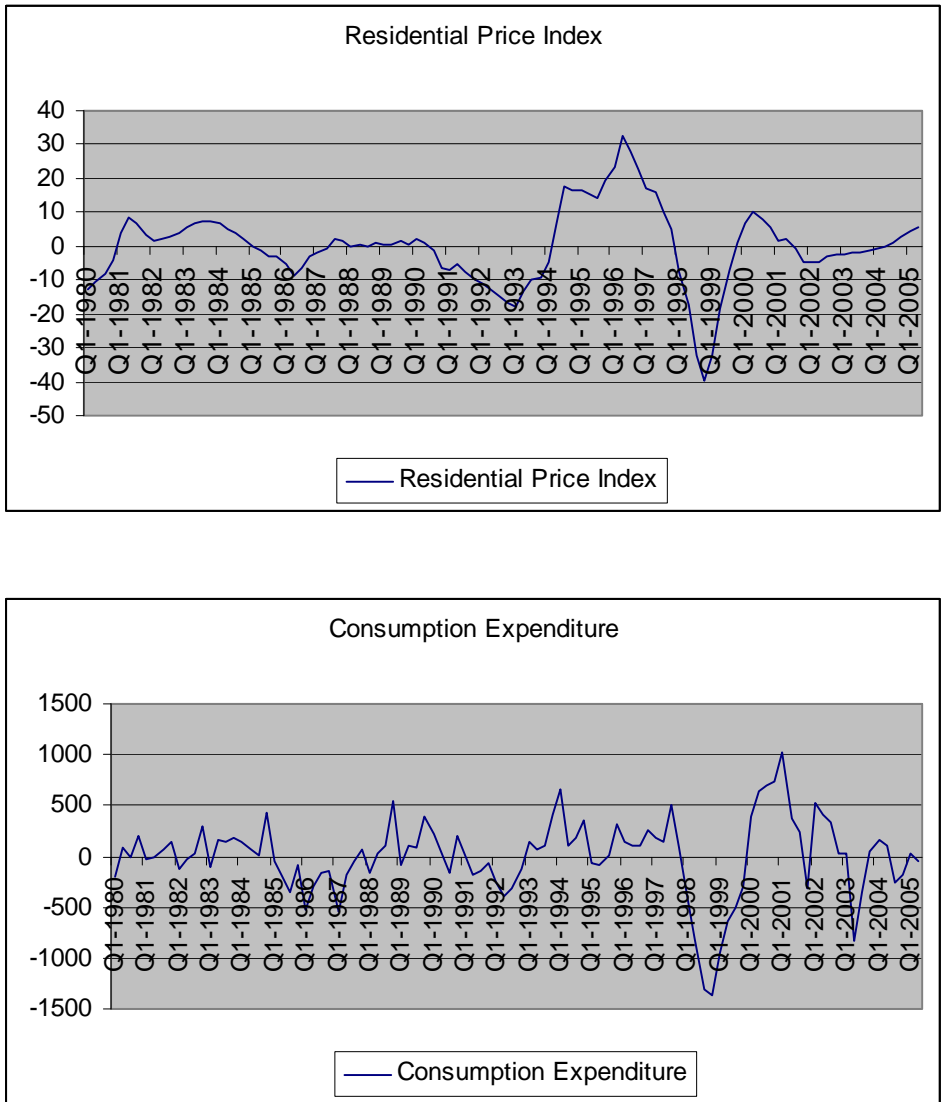 Residential Price Index
40
30
20
10
0
-10
-20
-30
-40
-50
Q1-1980
Q1-1981
Q1-1982
Q1-1983
Q1-1984
Q1-1985
Q1-1986
Q1-1987
Q1-1988
Q1-1989
Q1-1990
Q1-1991
Q1-1992
Q1-1993
Q1-1994
Q1-1995
Q1-1996
Q1-1997
Q1-1998
Q1-1999
Q1-2000
Q1-2001
Q1-2002
Q1-2003
Q1-2004
Q1-2005
Residential Price Index
Consumption Expenditure
1500
1000
500
0
-500
-1000
-1500
Q1-1980
Q1-1981
Q1-1982
Q1-1983
Q1-1984
Q1-1985
Q1-1986
Q1-1987
Q1-1988
Q1-1989
Q1-1990
Q1-1991
Q1-1992
Q1-1993
Q1-1994
Q1-1995
Q1-1996
Q1-1997
Q1-1998
Q1-1999
Q1-2000
Q1-2001
Q1-2002
Q1-2003
Q1-2004
Q1-2005
Consumption Expenditure